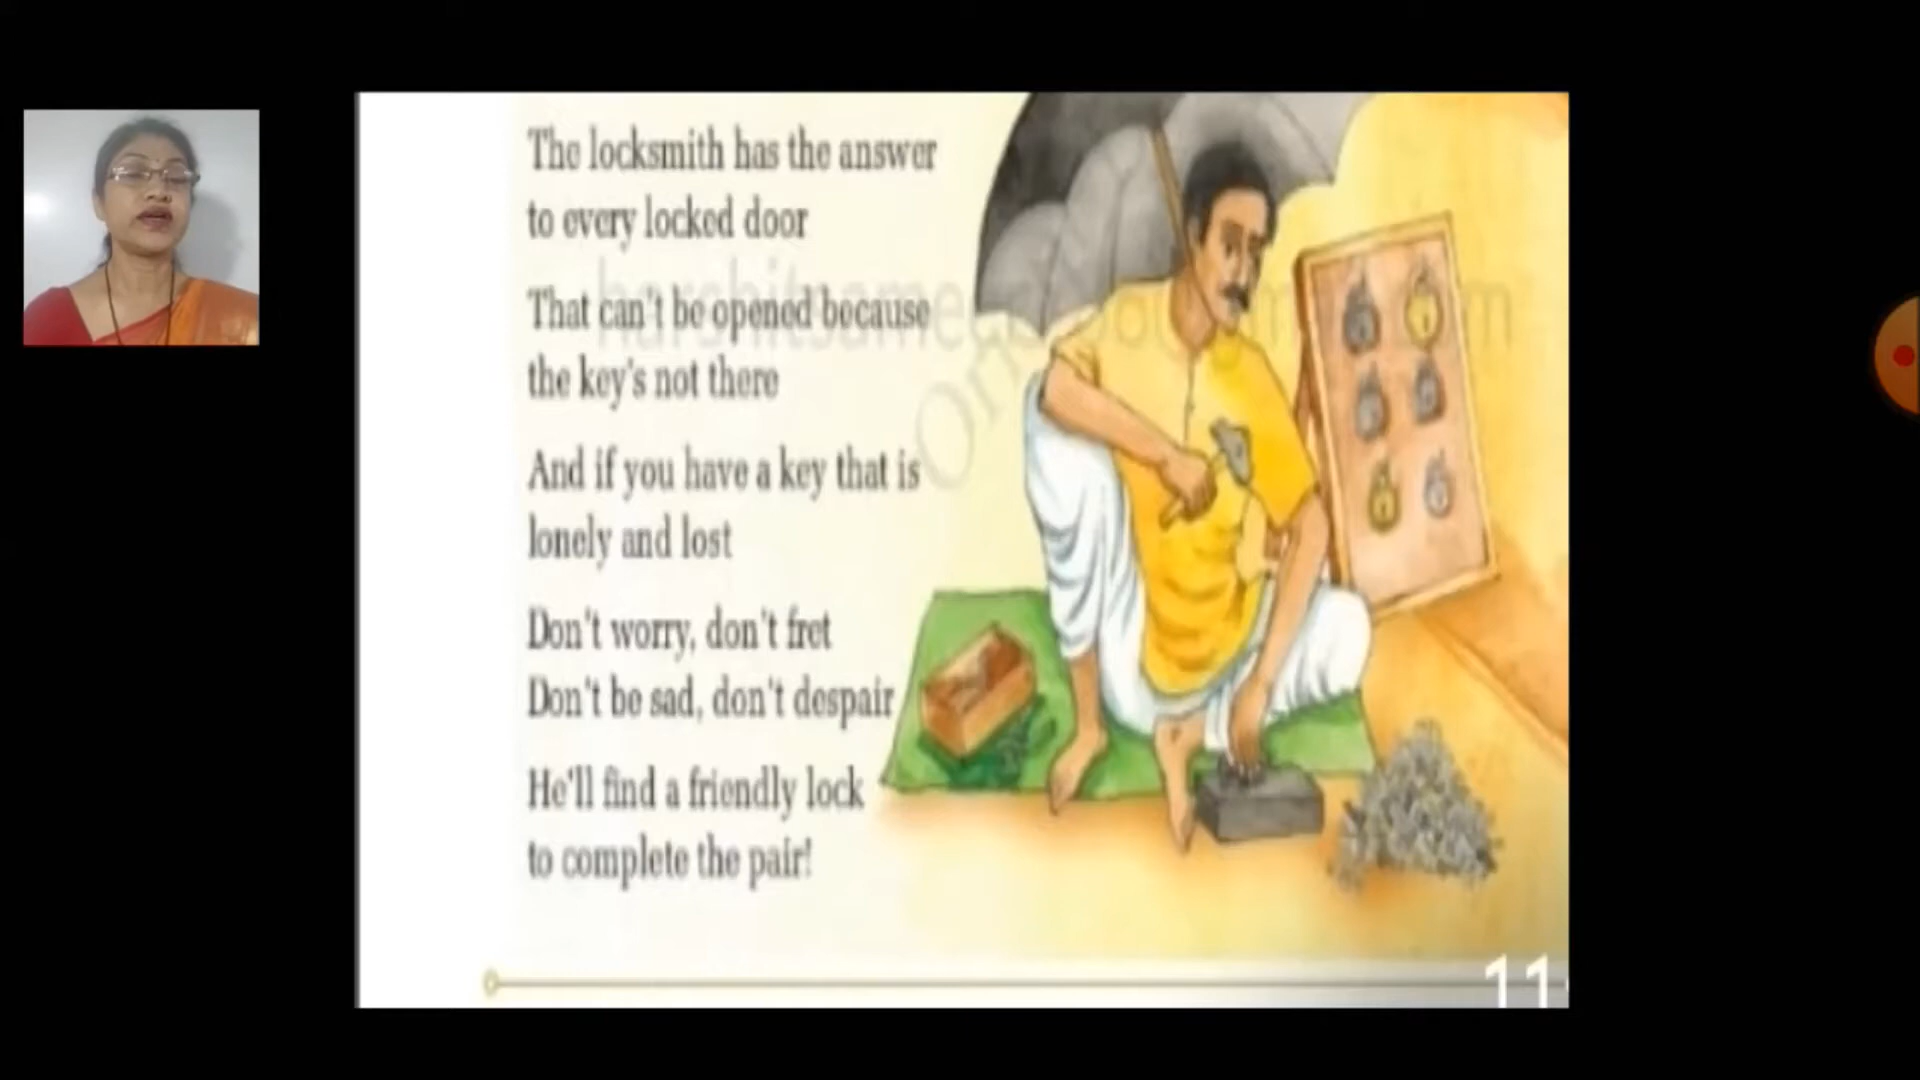 The locksmith has the answer
to every locked door
That can't be opened because
the key's not there
And if you have a key that is
lonely and lost
Don't worry, don't fret
Don't be sad, don't despair
He'll find a friendly lock
to complete the pair!
11